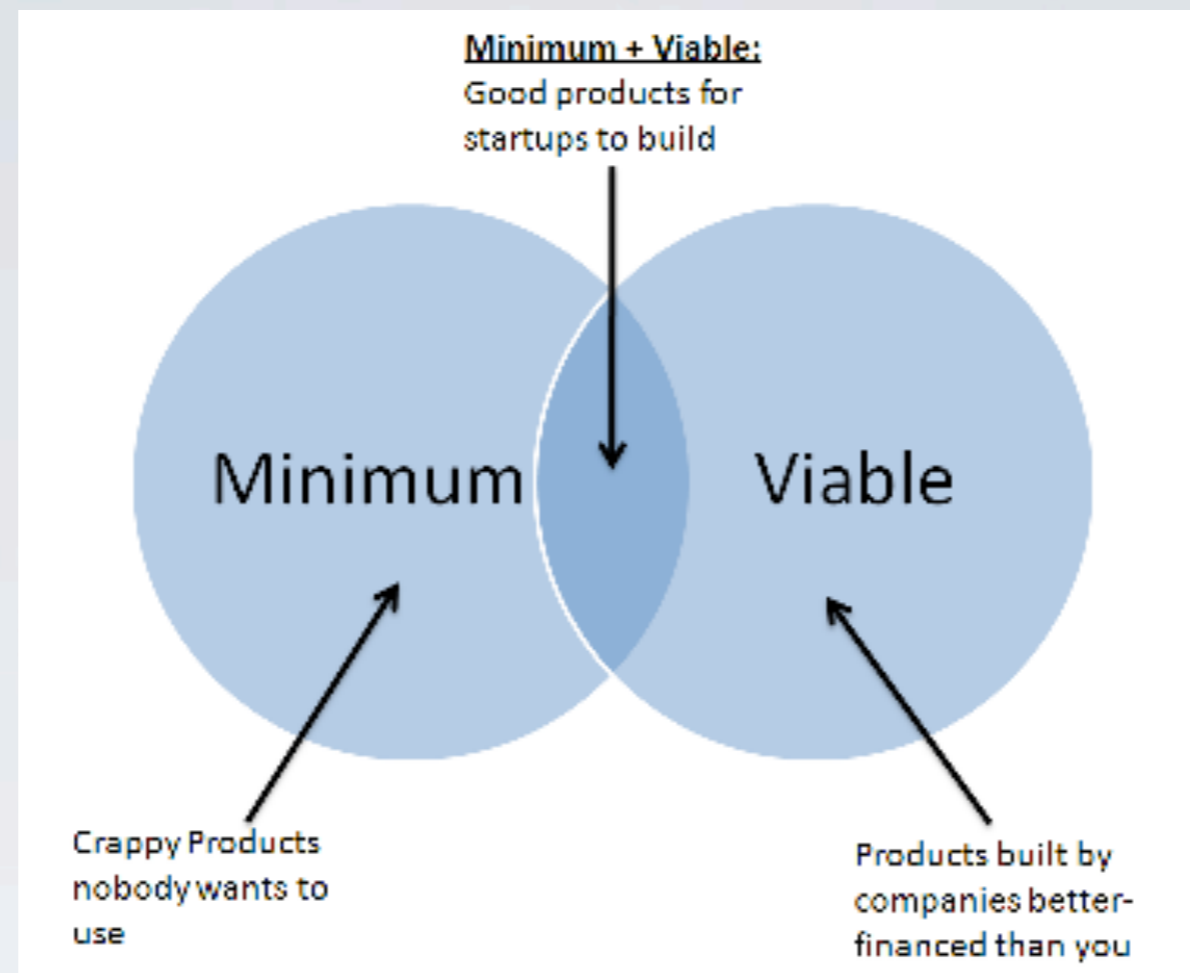 Minimum + Viable:
Good products for
startups to build
Minimum
Viable
Crappy Products
nobody wants to
use
Products built by
companies better-
financed than you